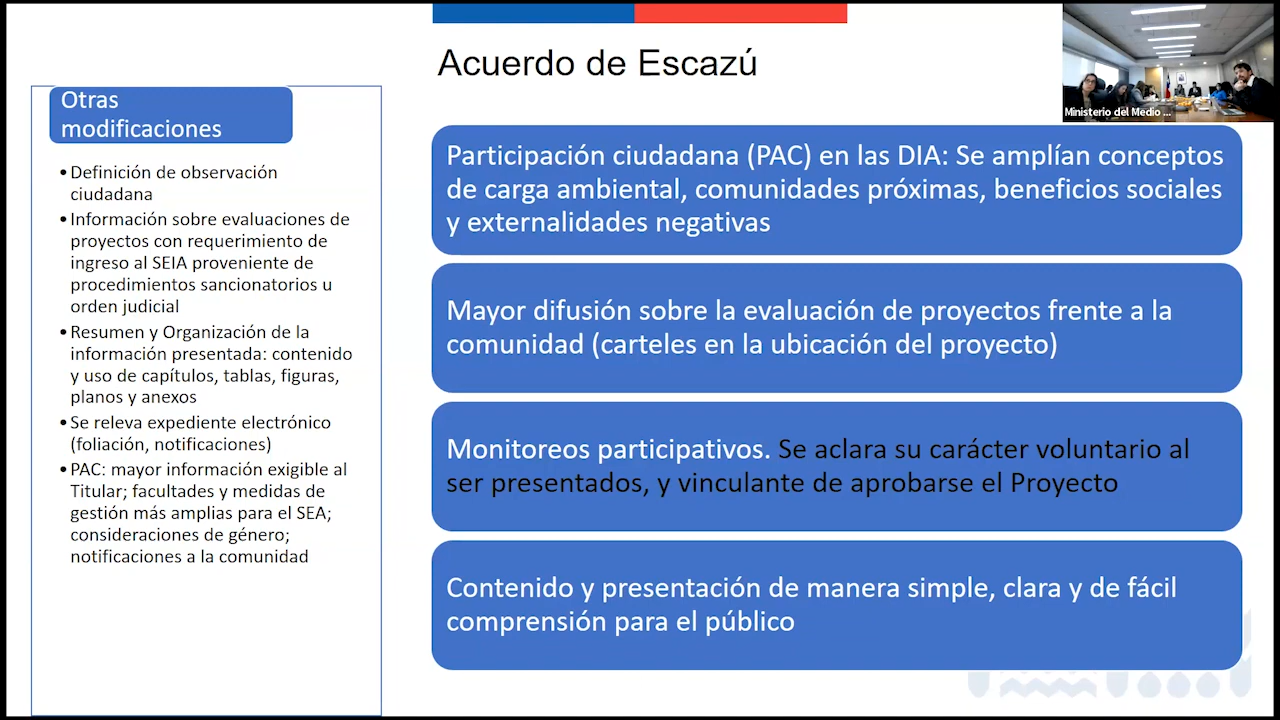 Acuerdo de Escazú
Ministerio del Medio ...
Otras
modificaciones
•Definición de observación
ciudadana
•Información sobre evaluaciones de
proyectos con requerimiento de
ingreso al SEIA proveniente de
procedimientos sancionatorios u
orden judicial
•Resumen y Organización de la
información presentada: contenido
y uso de capítulos, tablas, figuras,
planos y anexos
•Se releva expediente electrónico
(foliación, notificaciones)
•PAC: mayor información exigible al
Titular; facultades y medidas de
gestión más amplias para el SEA;
consideraciones de género;
notificaciones a la comunidad
Participación ciudadana (PAC) en las DIA: Se amplían conceptos
de carga ambiental, comunidades próximas, beneficios sociales
y externalidades negativas
Mayor difusión sobre la evaluación de proyectos frente a la
comunidad (carteles en la ubicación del proyecto)
Monitoreos participativos. Se aclara su carácter voluntario al
ser presentados, y vinculante de aprobarse el Proyecto
Contenido y presentación de manera simple, clara y de fácil
comprensión para el público